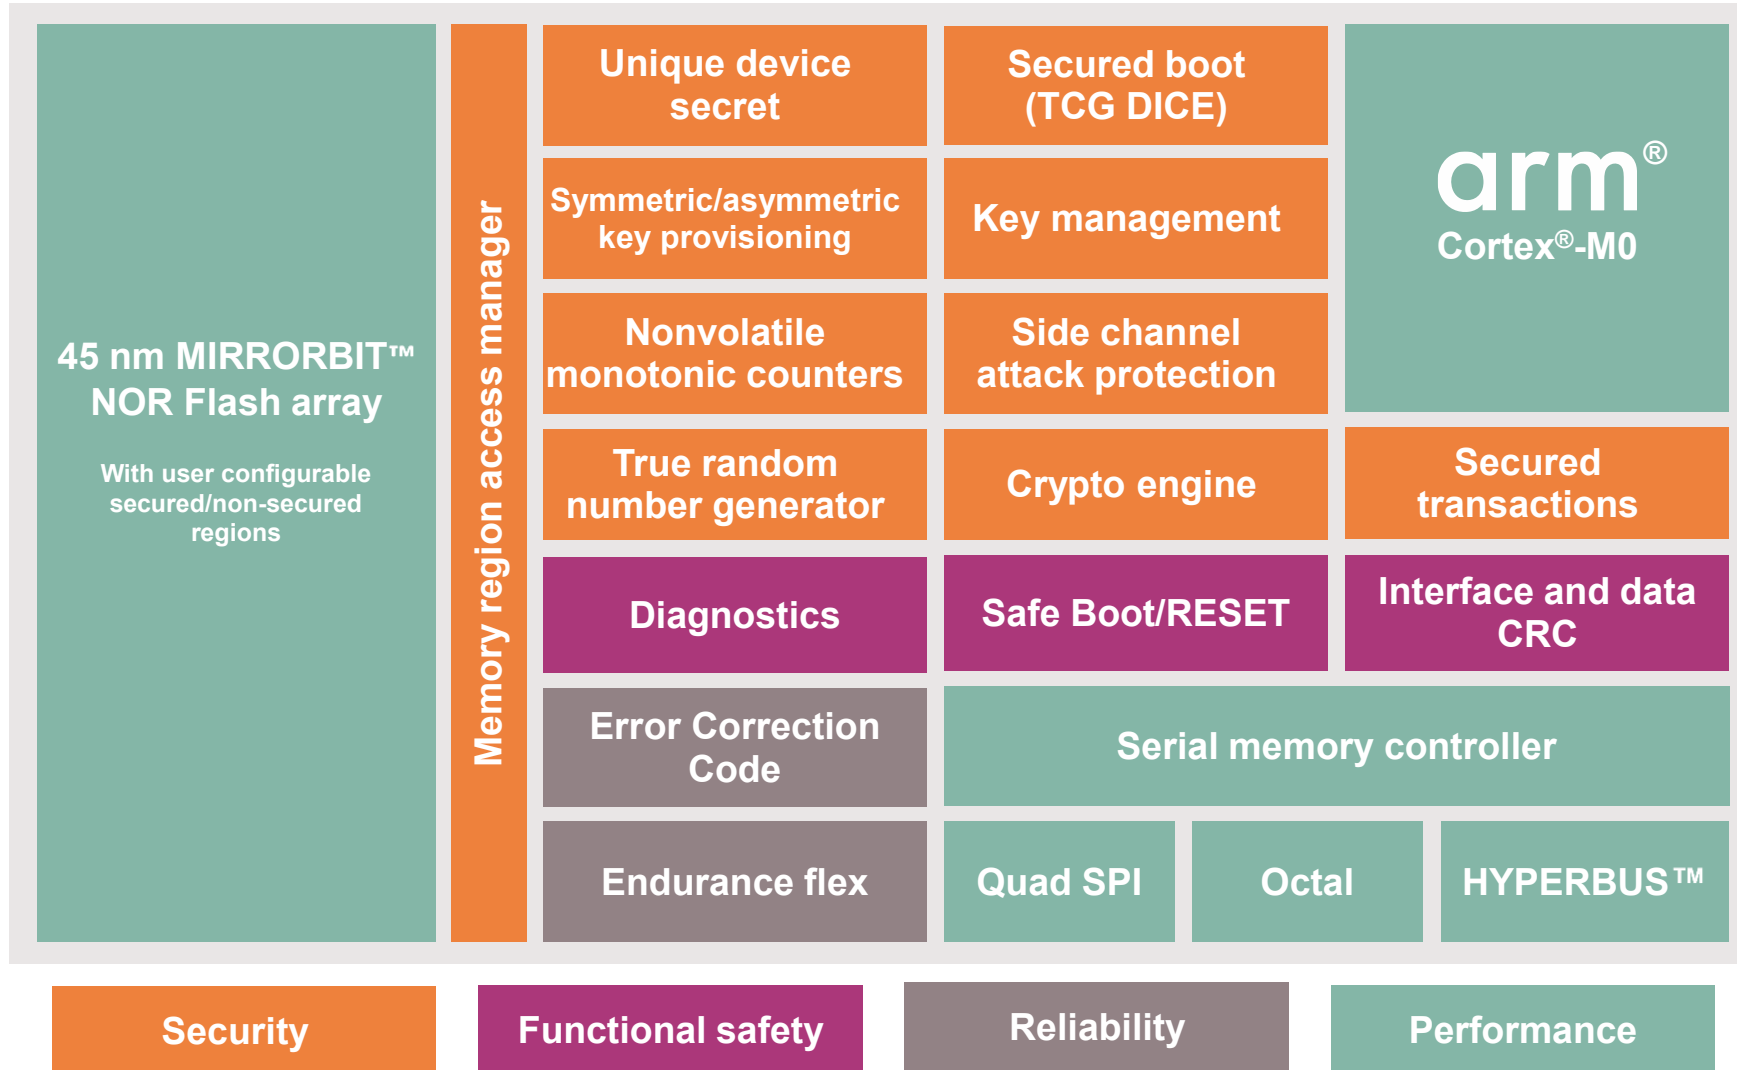 45 nm MIRRORBIT™
NOR Flash array
With user configurable
secured/non-secured
regions
Memory region access manager
Unique device
secret
Secured boot
(TCG DICE)
arm®
Cortex®-M0
Symmetric/asymmetric
key provisioning
Key management
Nonvolatile
monotonic counters
Side channel
attack protection
True random
number generator
Crypto engine
Secured
transactions
Diagnostics
Safe Boot/RESET
Interface and data
CRC
Error Correction
Code
Serial memory controller
Endurance flex
Quad SPI
Octal
HYPERBUS™
Security
Functional safety
Reliability
Performance